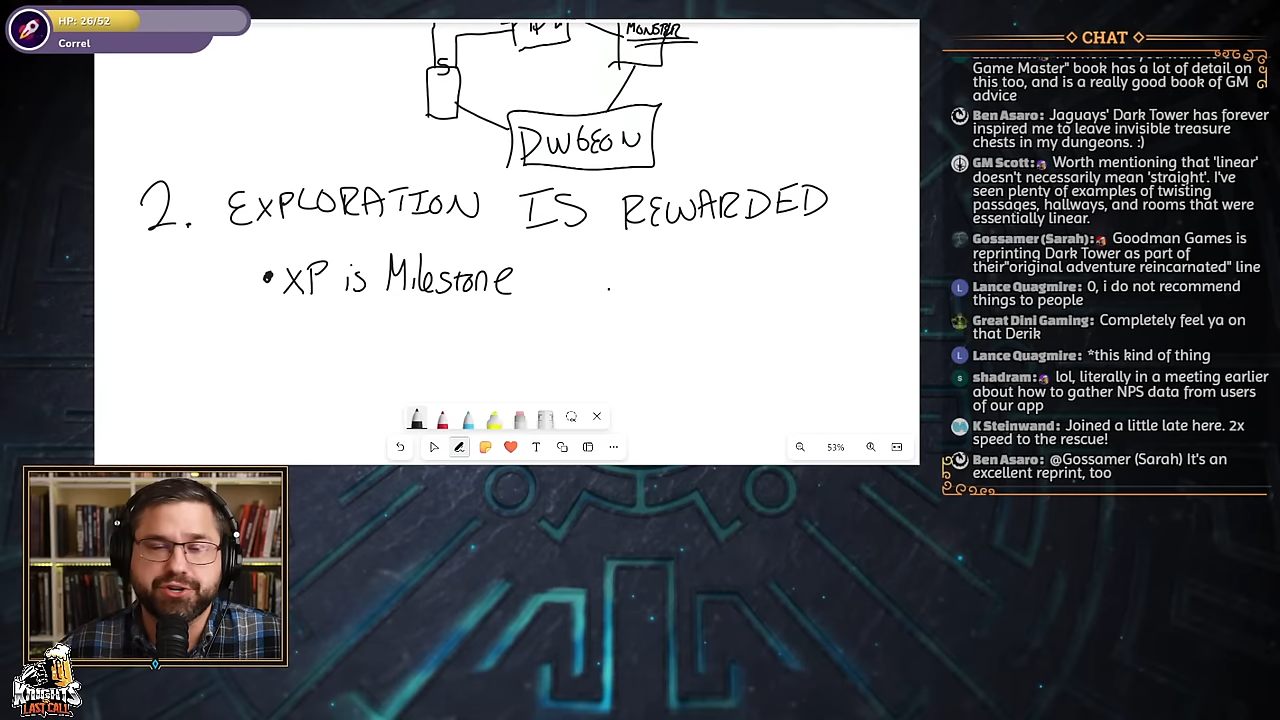 HP: 26/52
Correl
MONSTER
S
DWGEON
2. EXPLORATION IS REWARDED
• XP is Milestone
53%
CHAT
Game Master" book has a lot of detail on
this too, and is a really good book of GM
advice
Ben Asaro: Jaguays' Dark Tower has forever
inspired me to leave invisible treasure
chests in my dungeons. :)
GM Scott: Worth mentioning that 'linear'
doesn't necessarily mean 'straight'. I've
seen plenty of examples of twisting
passages, hallways, and rooms that were
essentially linear.
Gossamer (Sarah): Goodman Games is
reprinting Dark Tower as part of
their"original adventure reincarnated" line
Lance Quagmire: 0, i do not recommend
things to people
Great Dini Gaming: Completely feel ya on
that Derik
Lance Quagmire: *this kind of thing
shadram: lol, literally in a meeting earlier
about how to gather NPS data from users
of our app
K Steinwand: Joined a little late here. 2x
speed to the rescue!
Ben Asaro: @Gossamer (Sarah) It's an
excellent reprint, too
KNIGHTS
OF
LAST CALL